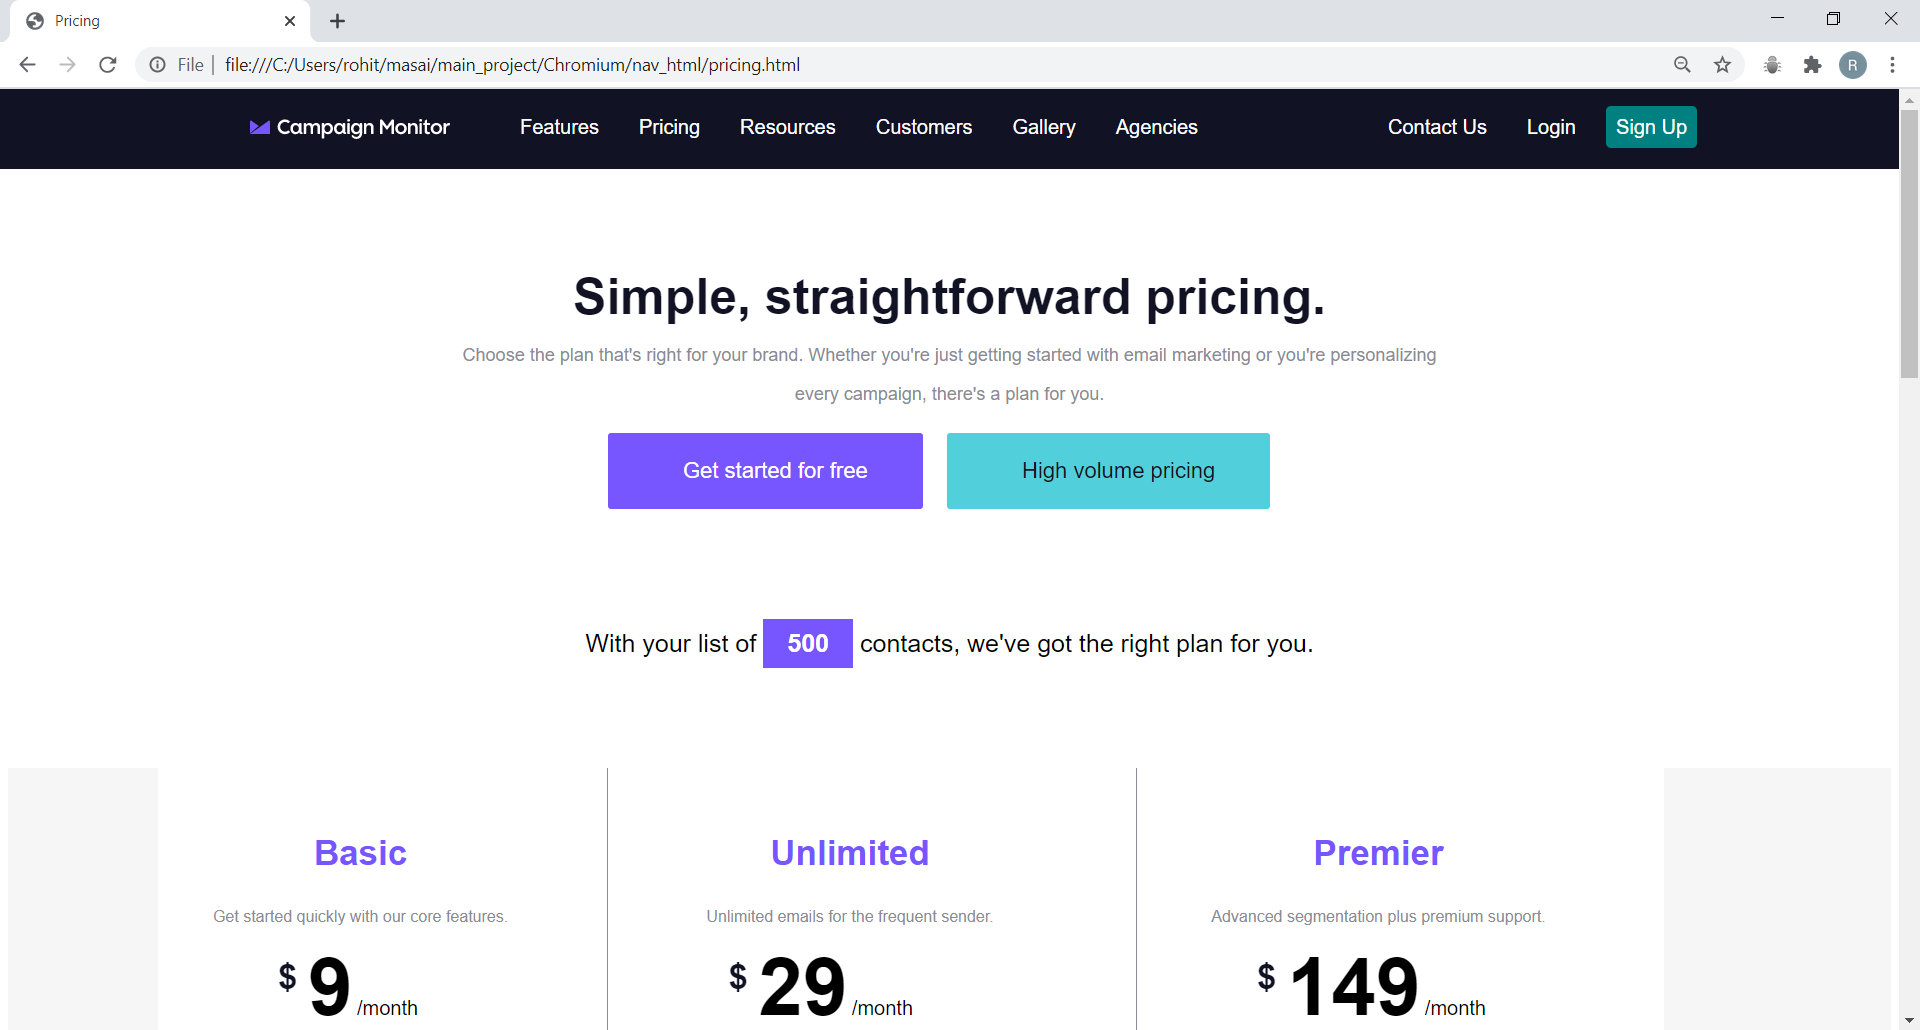 Pricing
File
file:///C:/Users/rohit/masai/main_project/Chromium/nav_html/pricing.html
R
Campaign Monitor Features Pricing Resources Customers Gallery Agencies Contact Us Login Sign Up
Simple, straightforward pricing.
Choose the plan that's right for your brand. Whether you're just getting started with email marketing or you're personalizing
every campaign, there's a plan for you.
Get started for free High volume pricing
With your list of 500 contacts, we've got the right plan for you.
Basic
Get started quickly with our core features.
$ 9 /month
Unlimited
Unlimited emails for the frequent sender.
$ 29 /month
Premier
Advanced segmentation plus premium support.
$ 149 /month